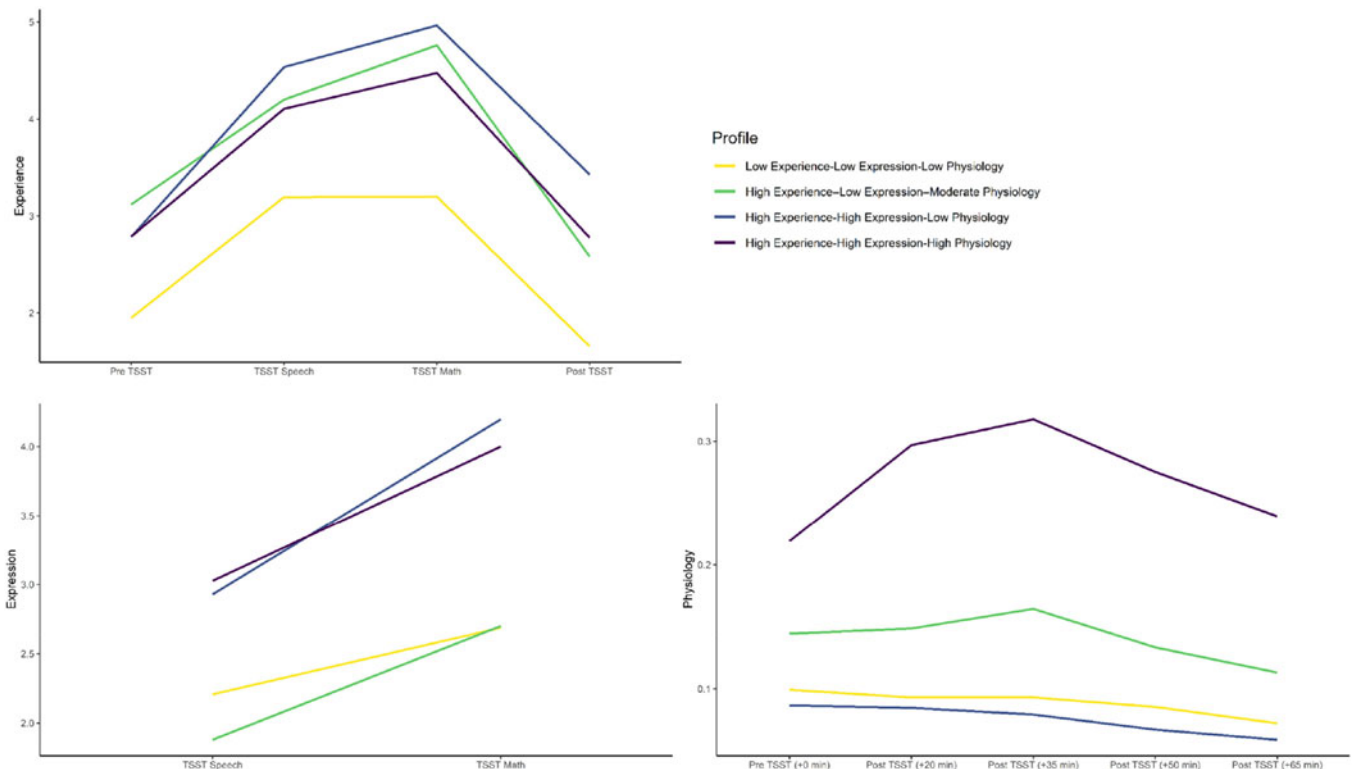 5
4
3
2
Experience
Pre TSST
TSST Speech
TSST Math
Post TSST
Profile
Low Experience-Low Expression-Low Physiology
High Experience–Low Expression–Moderate Physiology
High Experience-High Expression-Low Physiology
High Experience-High Expression-High Physiology
4.0
3.5
3.0
2.5
2.0
Expression
TSST Speech
TSST Math
0.3
0.2
0.1
Physiology
Pre TSST (+0 min)
Post TSST (+20 min)
Post TSST (+35 min)
Post TSST (+50 min)
Post TSST (+65 min)